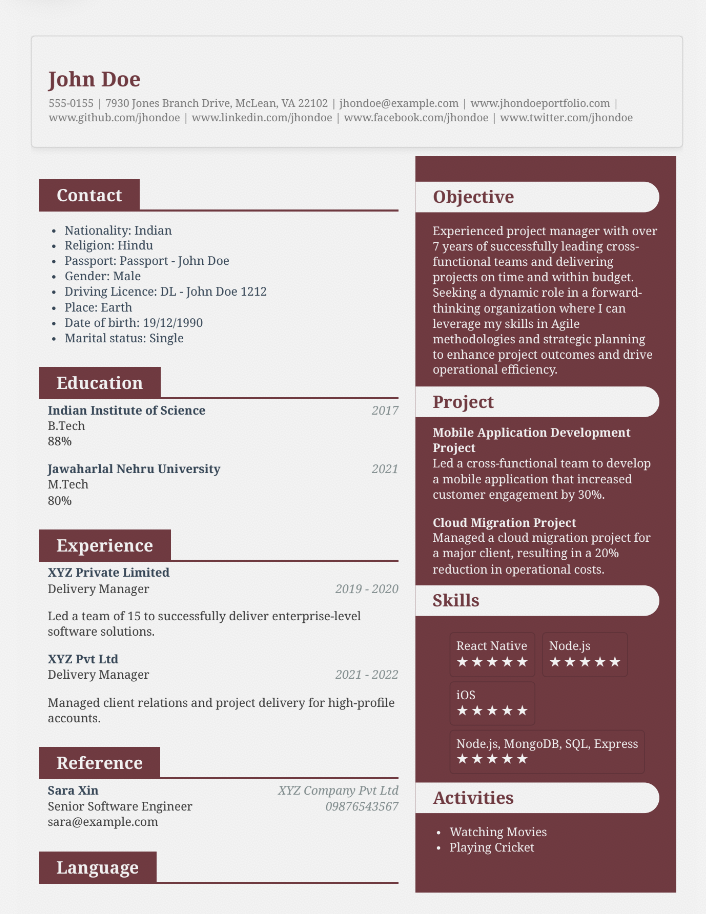 John Doe
555-0155 | 7930 Jones Branch Drive, McLean, VA 22102 | jhondoe@example.com | www.jhondoeportfolio.com |
www.github.com/jhondoe | www.linkedin.com/jhondoe | www.facebook.com/jhondoe | www.twitter.com/jhondoe
Contact
• Nationality: Indian
• Religion: Hindu
• Passport: Passport - John Doe
• Gender: Male
• Driving Licence: DL - John Doe 1212
• Place: Earth
• Date of birth: 19/12/1990
• Marital status: Single
Education
Indian Institute of Science 2017
B.Tech
88%
Jawaharlal Nehru University 2021
M.Tech
80%
Experience
XYZ Private Limited
Delivery Manager 2019 - 2020
Led a team of 15 to successfully deliver enterprise-level
software solutions.
XYZ Pvt Ltd
Delivery Manager 2021 - 2022
Managed client relations and project delivery for high-profile
accounts.
Reference
Sara Xin XYZ Company Pvt Ltd
Senior Software Engineer 09876543567
sara@example.com
Language
Objective
Experienced project manager with over
7 years of successfully leading cross-
functional teams and delivering
projects on time and within budget.
Seeking a dynamic role in a forward-
thinking organization where I can
leverage my skills in Agile
methodologies and strategic planning
to enhance project outcomes and drive
operational efficiency.
Project
Mobile Application Development
Project
Led a cross-functional team to develop
a mobile application that increased
customer engagement by 30%.
Cloud Migration Project
Managed a cloud migration project for
a major client, resulting in a 20%
reduction in operational costs.
Skills
React Native Node.js
★★★★★ ★★★★★
iOS
★★★★★
Node.js, MongoDB, SQL, Express
★★★★★
Activities
• Watching Movies
• Playing Cricket